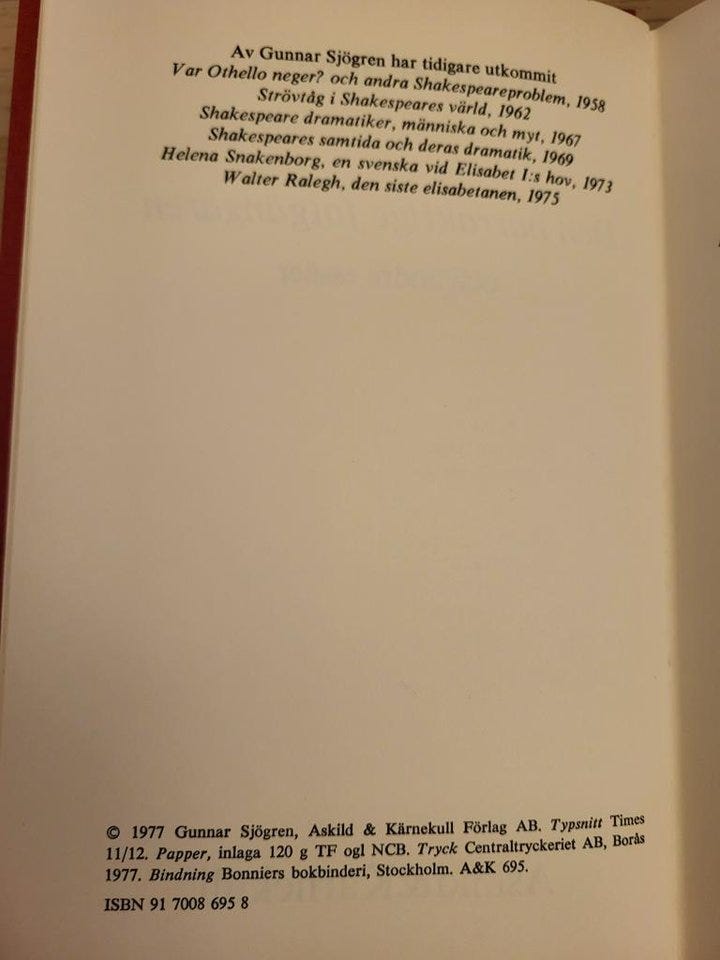 Av Gunnar Sjögren har tidigare utkommit
Var Othello neger? och andra Shakespeareproblem, 1958
Strövtåg i Shakespeares värld, 1962
Shakespeare dramatiker, människa och myt, 1967
Shakespeares samtida och deras dramatik, 1969
Helena Snakenborg, en svenska vid Elisabet I:s hov, 1973
Walter Ralegh, den siste elisabetanen, 1975
© 1977 Gunnar Sjögren, Askild & Kärnekull Förlag AB. Typsnitt Times
11/12. Papper, inlaga 120 g TF ogl NCB. Tryck Centraltryckeriet AB, Borås
1977. Bindning Bonniers bokbinderi, Stockholm. A&K 695.
ISBN 91 7008 695 8